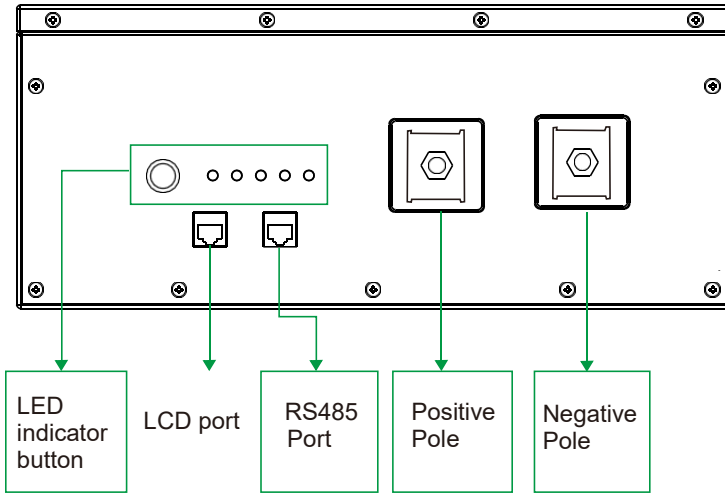 LED
indicator
button
LCD port
RS485
Port
Positive
Pole
Negative
Pole